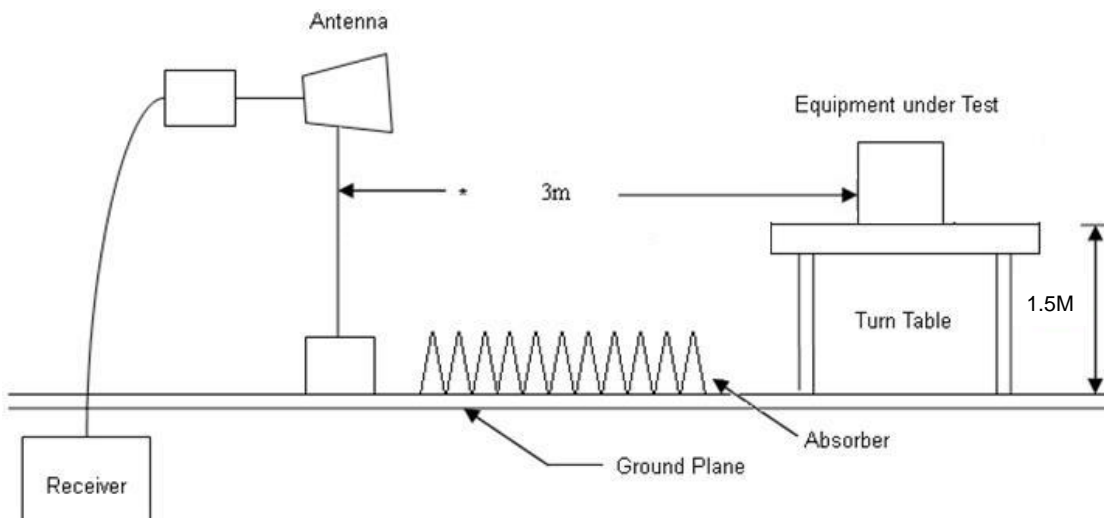 Antenna
Equipment under Test
* 3m
1.5M
Turn Table
Absorber
Ground Plane
Receiver